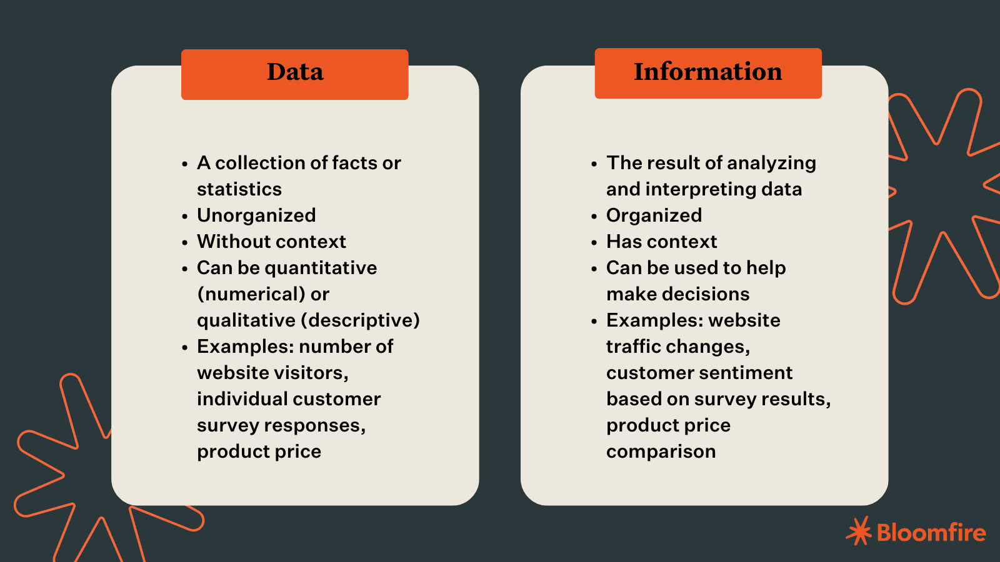 Data
• A collection of facts or
statistics
• Unorganized
• Without context
• Can be quantitative
(numerical) or
qualitative (descriptive)
• Examples: number of
website visitors,
individual customer
survey responses,
product price
Information
• The result of analyzing
and interpreting data
• Organized
• Has context
• Can be used to help
make decisions
• Examples: website
traffic changes,
customer sentiment
based on survey results,
product price
comparison
Bloomfire